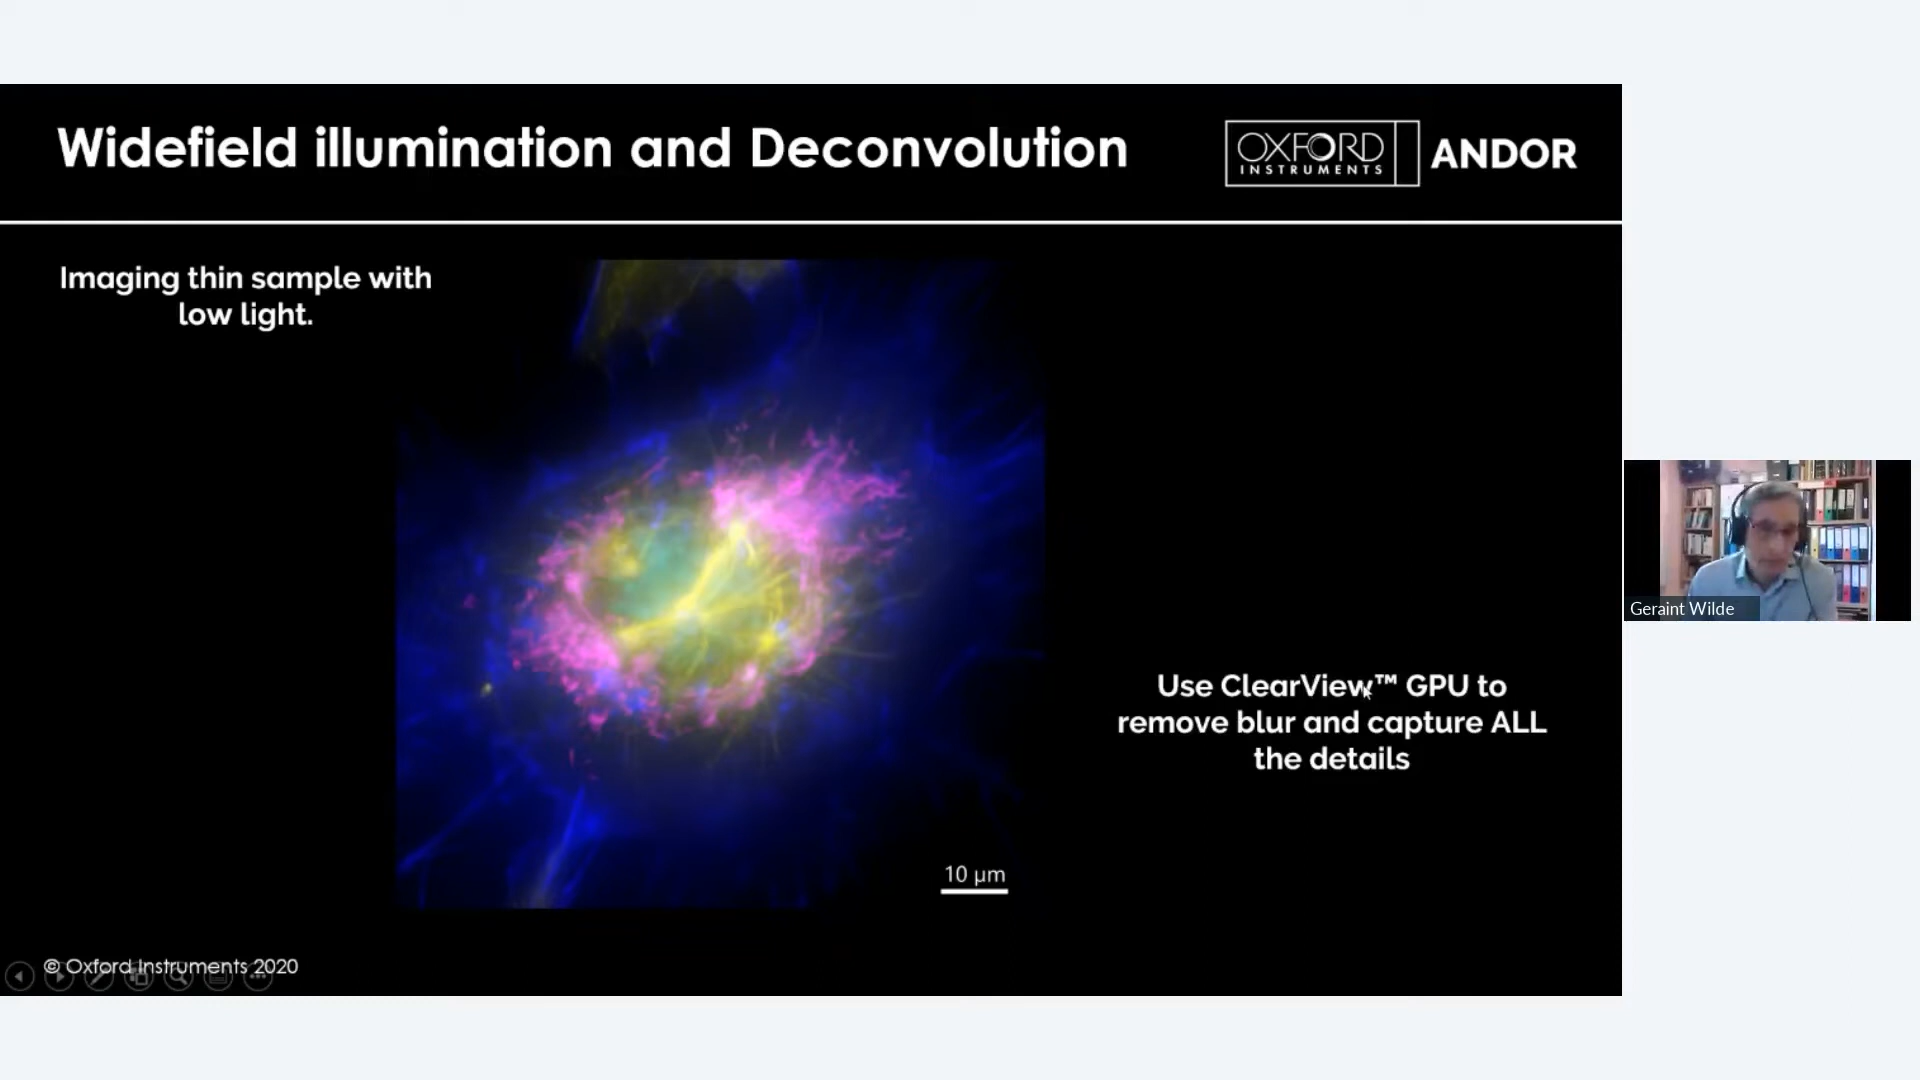 Widefield illumination and Deconvolution
OXFORD
INSTRUMENTS
ANDOR
Imaging thin sample with
low light.
Use ClearView™ GPU to
remove blur and capture ALL
the details
10 µm
© Oxford Instruments 2020
Geraint Wilde